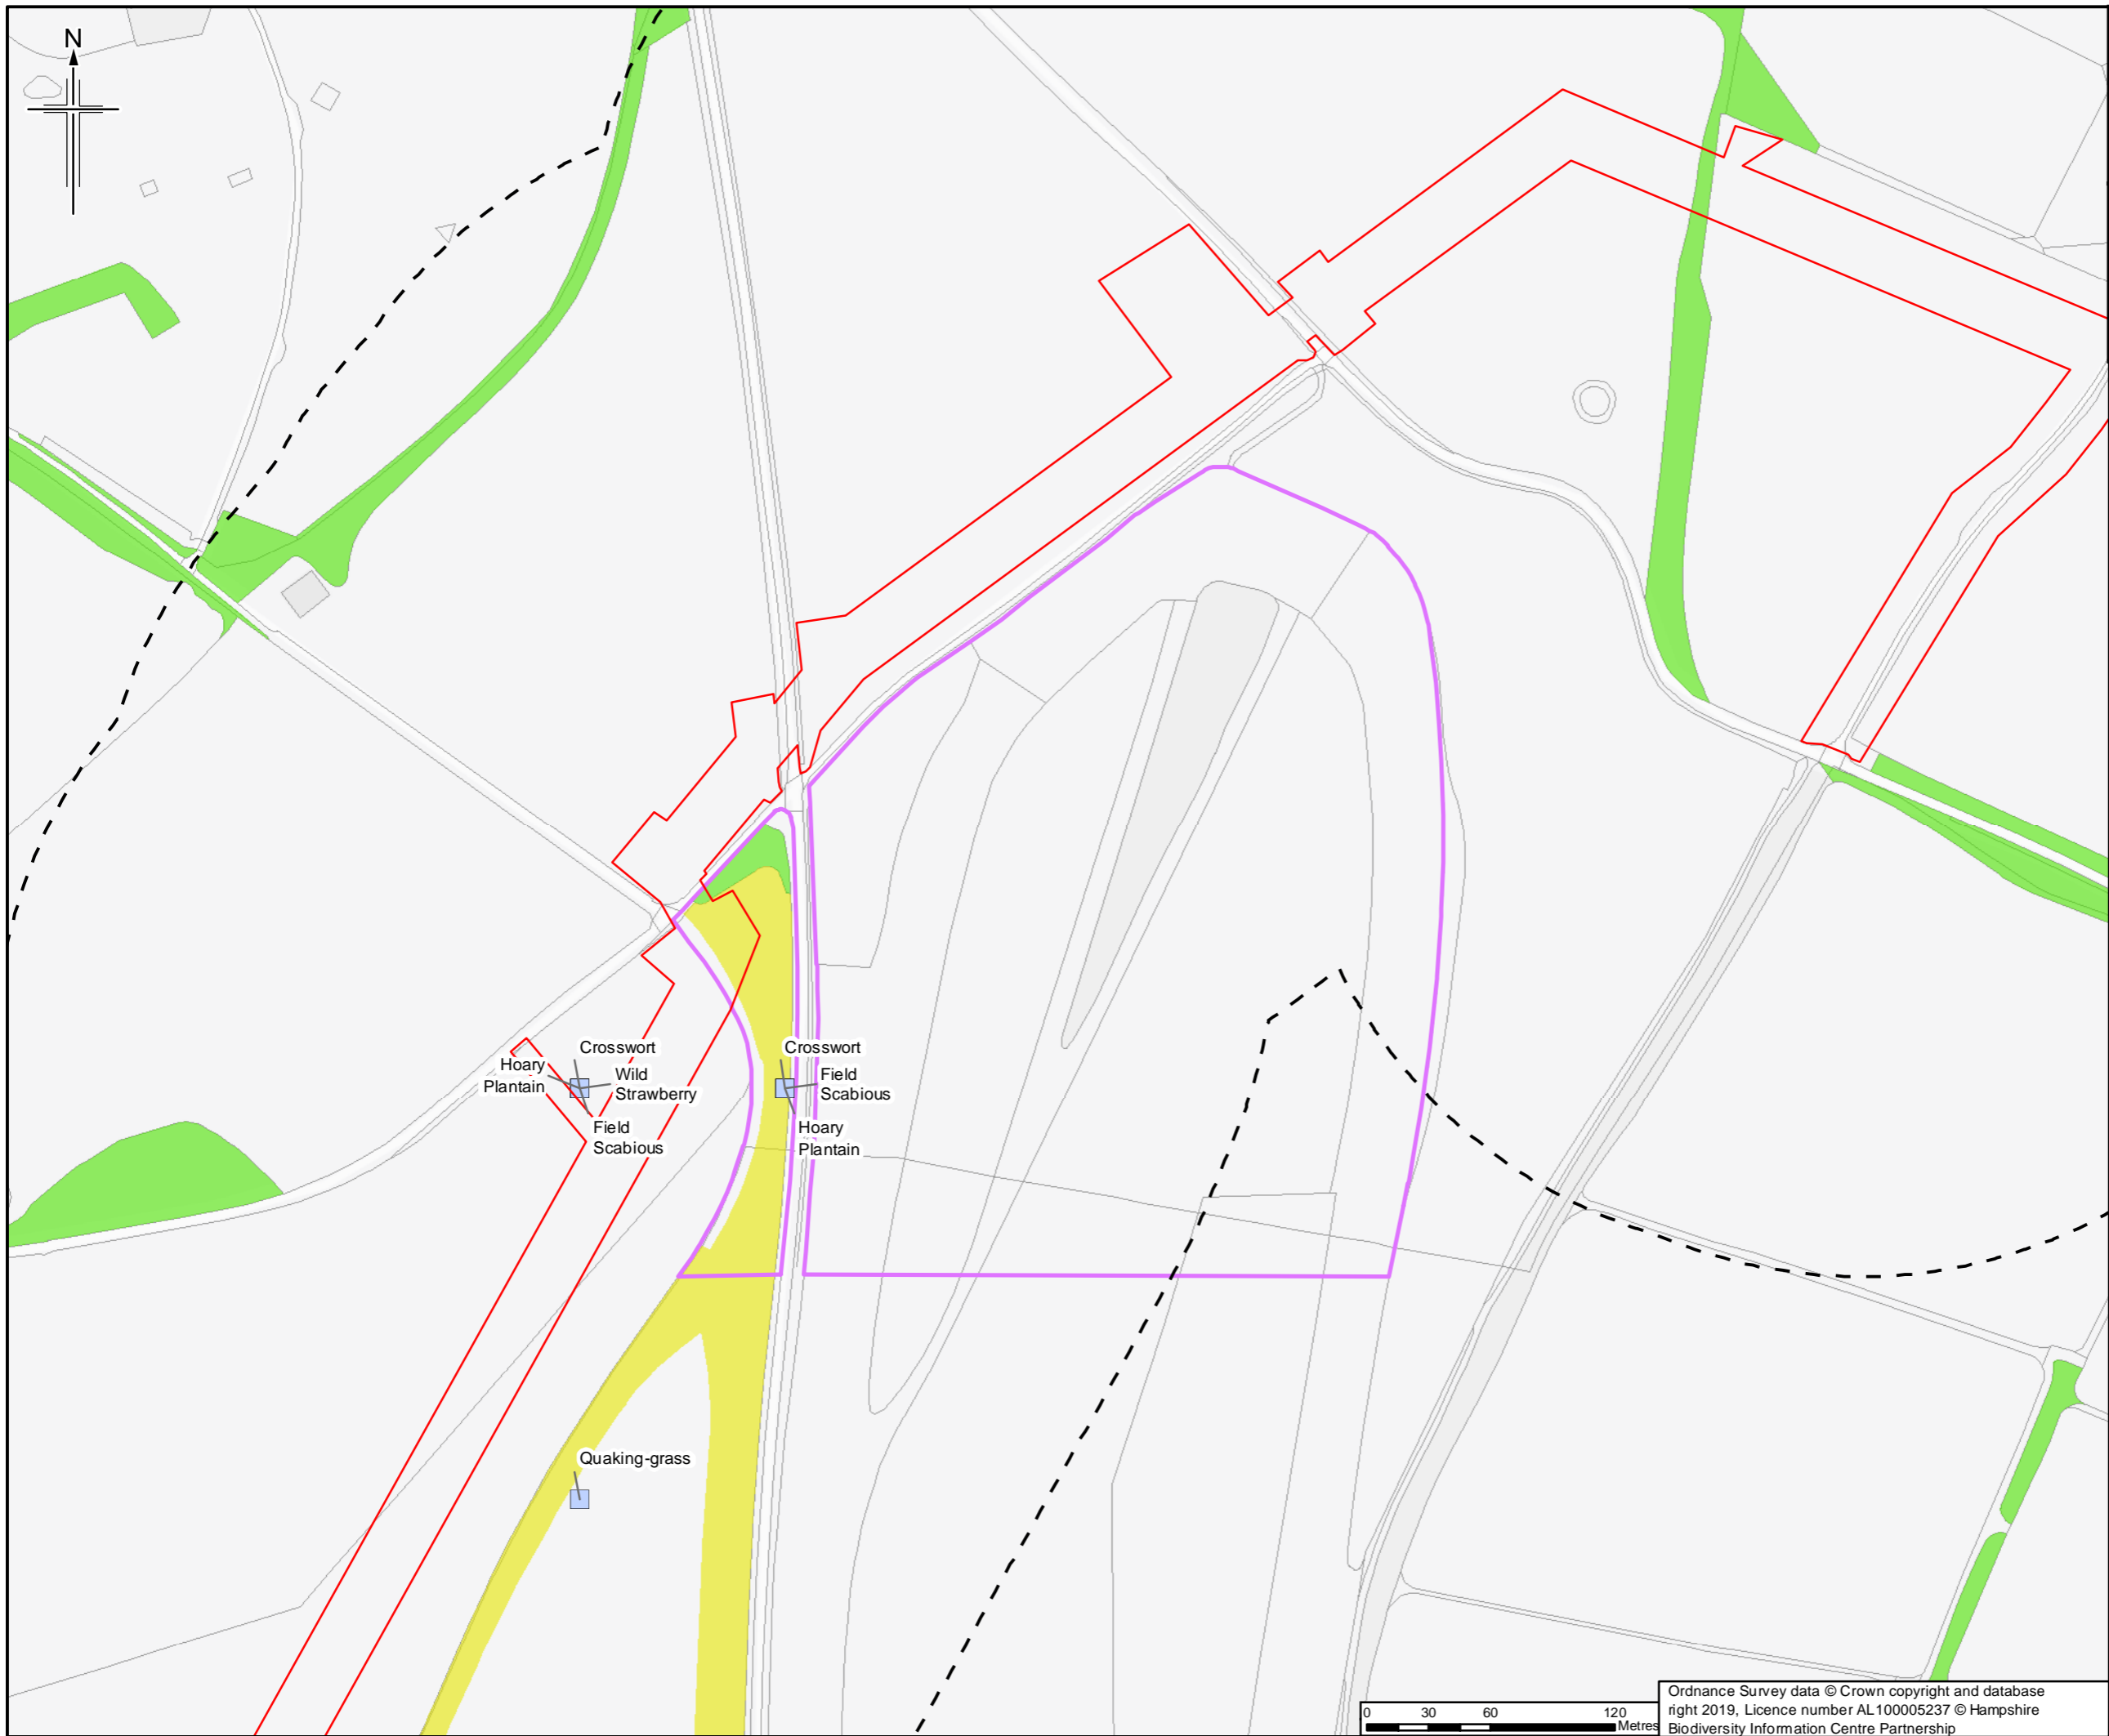 N
Crosswort
Hoary
Plantain
Wild
Strawberry
Field
Scabious
Crosswort
Field
Scabious
Hoary
Plantain
Quaking-grass
0 30 60 120
Metres
Ordnance Survey data © Crown copyright and database
right 2019, Licence number AL100005237 © Hampshire
Biodiversity Information Centre Partnership